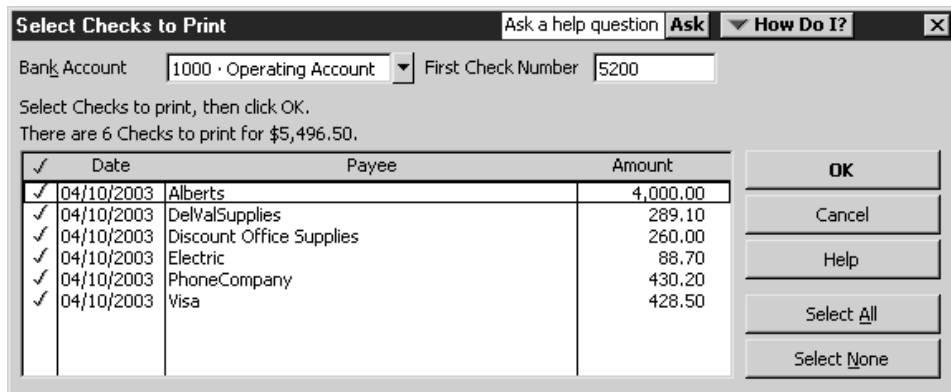 Select Checks to Print Ask a help question Ask How Do I?
Bank Account 1000 · Operating Account First Check Number 5200
Select Checks to print, then click OK.
There are 6 Checks to print for $5,496.50.
✓ Date Payee Amount
✓ 04/10/2003 Alberts 4,000.00
✓ 04/10/2003 DelValSupplies 289.10
✓ 04/10/2003 Discount Office Supplies 260.00
✓ 04/10/2003 Electric 88.70
✓ 04/10/2003 PhoneCompany 430.20
✓ 04/10/2003 Visa 428.50
OK
Cancel
Help
Select All
Select None